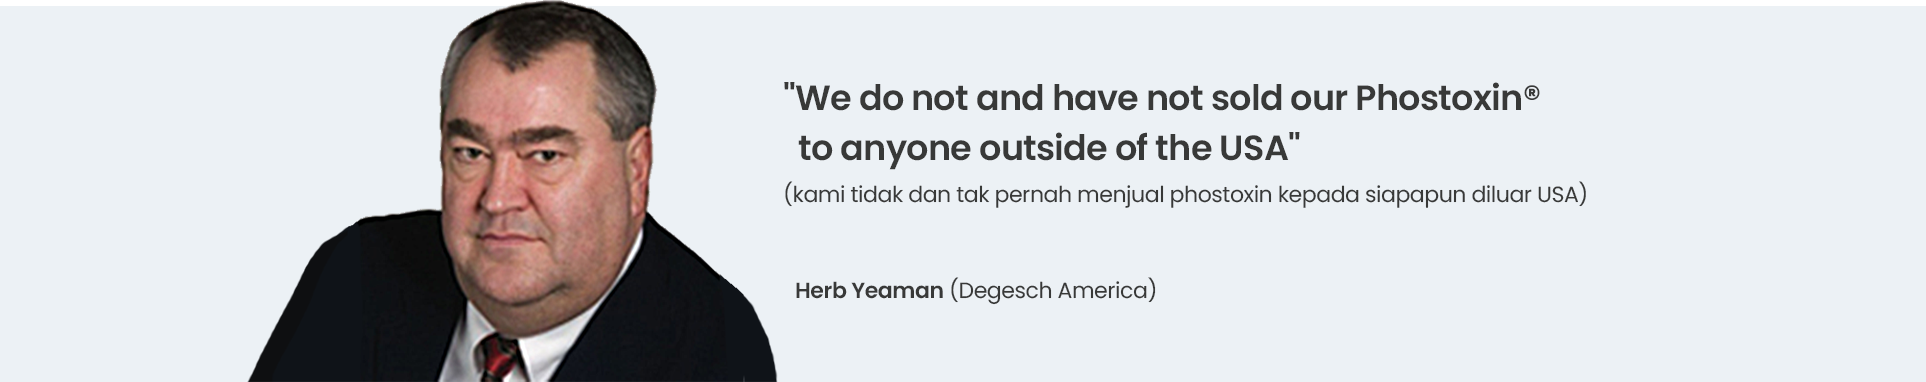 "We do not and have not sold our Phostoxin®
to anyone outside of the USA"
(kami tidak dan tak pernah menjual phostoxin kepada siapapun diluar USA)
Herb Yeaman (Degesch America)